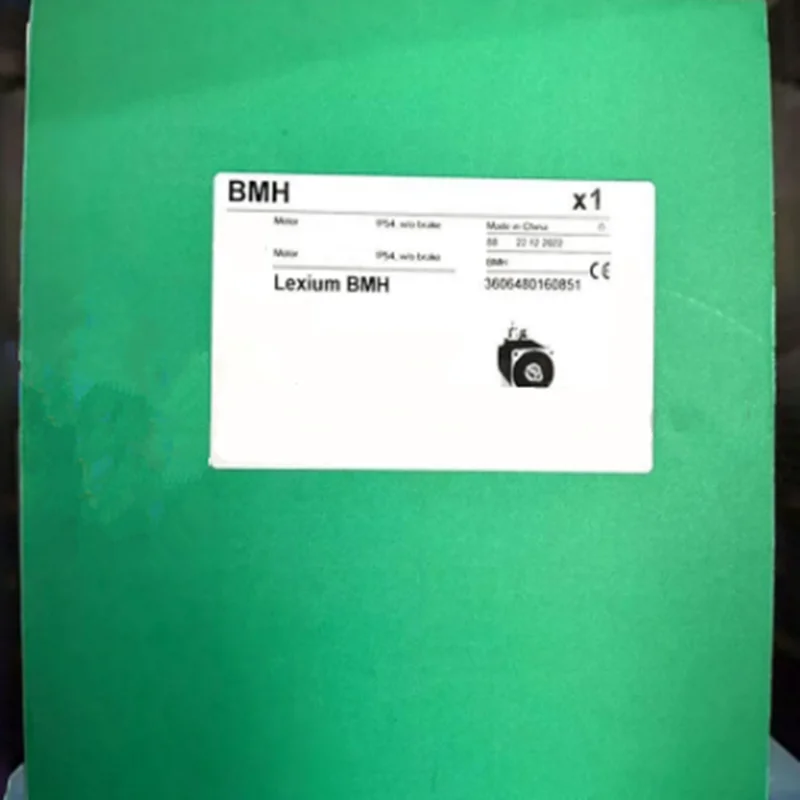 BMH x1
Motor IP54, w/o brake Made in China
88 22 12 2022
Motor IP54, w/o brake BMH
CE
Lexium BMH 3606480160851